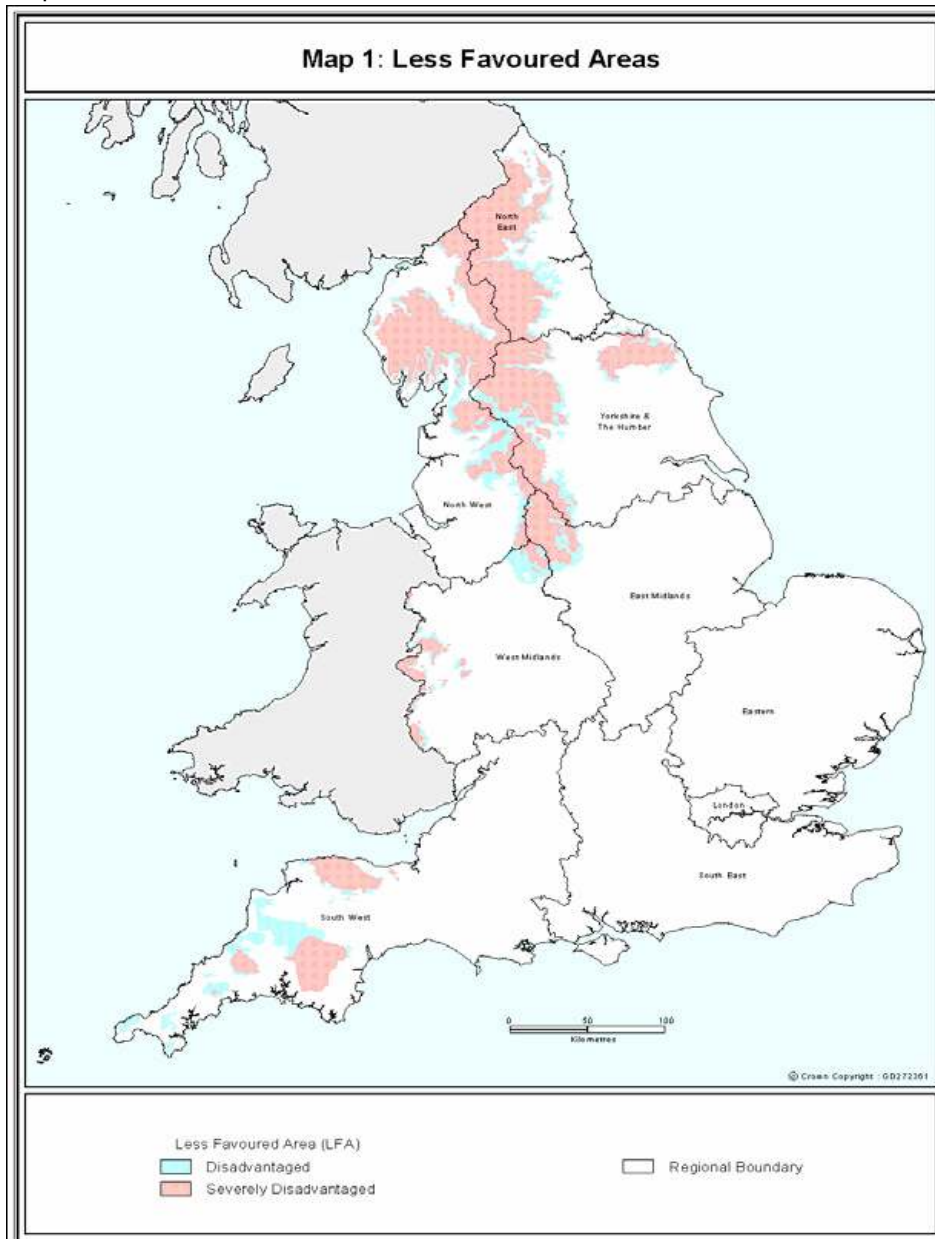 Map 1: Less Favoured Areas
North
East
Yorkshire &
The Humber
North West
East Midlands
West Midlands
Eastern
London
South East
South West
0 50 100
Kilometres
© Crown Copyright : GD272361
Less Favoured Area (LFA)
Disadvantaged
Regional Boundary
Severely Disadvantaged